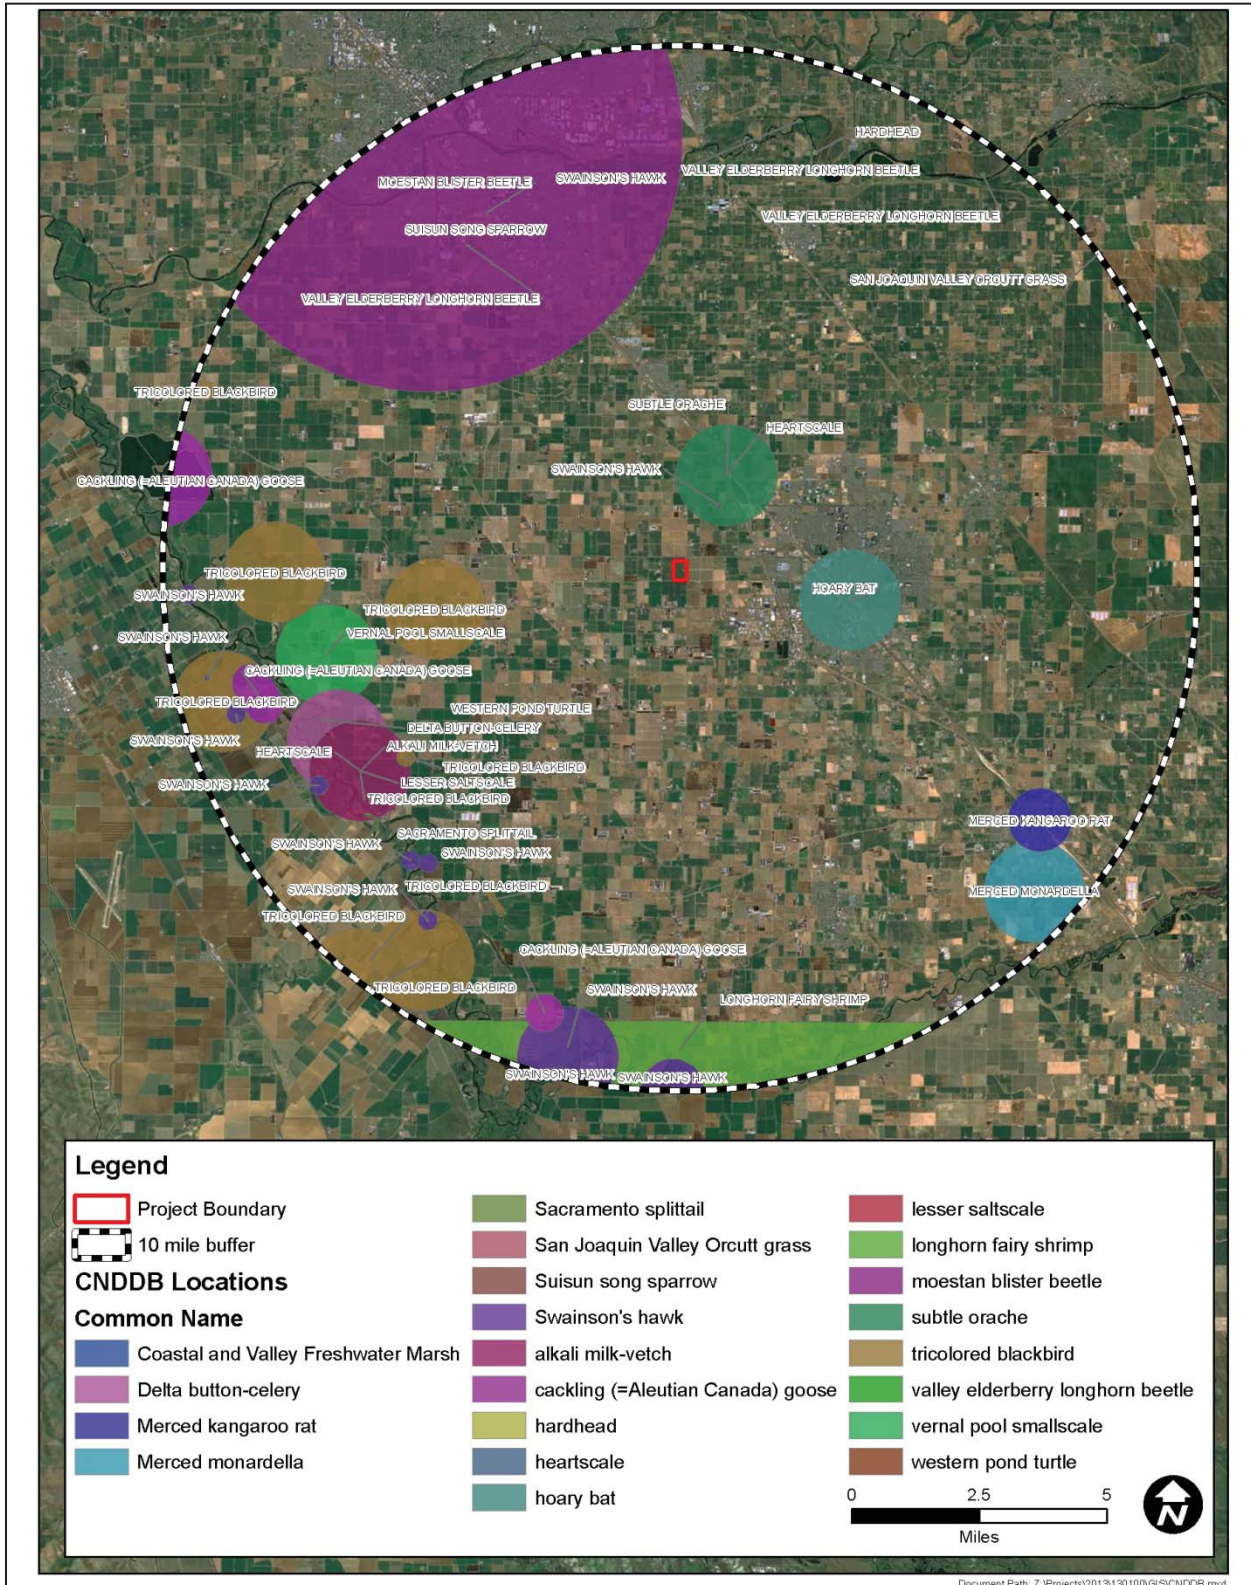 HARDHEAD
VALLEY ELDERBERRY LONGHORN BEETLE
MOESTAN BLISTER BEETLE
SWAINSON'S HAWK
SUISUN SONG SPARROW
VALLEY ELDERBERRY LONGHORN BEETLE
SAN JOAQUIN VALLEY ORCUTT GRASS
VALLEY ELDERBERRY LONGHORN BEETLE
TRICOLORED BLACKBIRD
SUBTLE ORACHE
HEARTSCALE
SWAINSON'S HAWK
CACKLING (=ALEUTIAN CANADA) GOOSE
TRICOLORED BLACKBIRD
SWAINSON'S HAWK
HOARY BAT
TRICOLORED BLACKBIRD
SWAINSON'S HAWK
VERNAL POOL SMALLSCALE
CACKLING (=ALEUTIAN CANADA) GOOSE
TRICOLORED BLACKBIRD
WESTERN POND TURTLE
DELTA BUTTON-CELERY
SWAINSON'S HAWK
HEARTSCALE
ALKALI MILK-VETCH
TRICOLORED BLACKBIRD
SWAINSON'S HAWK
LESSER SALTSCALE
TRICOLORED BLACKBIRD
MERCED KANGAROO RAT
SACRAMENTO SPLITTAIL
SWAINSON'S HAWK
SWAINSON'S HAWK
SWAINSON'S HAWK
TRICOLORED BLACKBIRD
MERCED MONARDELLA
TRICOLORED BLACKBIRD
CACKLING (=ALEUTIAN CANADA) GOOSE
TRICOLORED BLACKBIRD
SWAINSON'S HAWK
LONGHORN FAIRY SHRIMP
SWAINSON'S HAWK
SWAINSON'S HAWK
Legend
Project Boundary
10 mile buffer
CNDDB Locations
Common Name
Coastal and Valley Freshwater Marsh
Delta button-celery
Merced kangaroo rat
Merced monardella
Sacramento splittail
San Joaquin Valley Orcutt grass
Suisun song sparrow
Swainson's hawk
alkali milk-vetch
cackling (=Aleutian Canada) goose
hardhead
heartscale
hoary bat
lesser saltscale
longhorn fairy shrimp
moestan blister beetle
subtle orache
tricolored blackbird
valley elderberry longhorn beetle
vernal pool smallscale
western pond turtle
0 2.5 5
Miles
N
Document Path: Z:\Projects\2013\130100\GIS\CNDDB.mxd